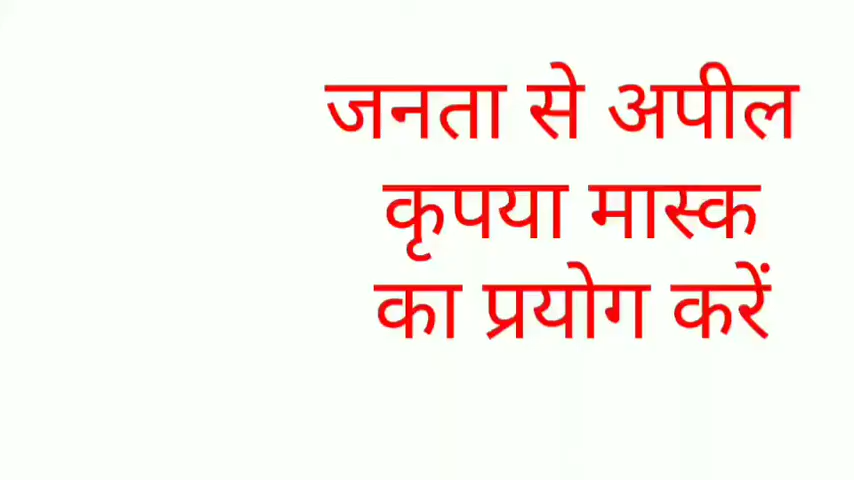 जनता से अपील
कृपया मास्क
का प्रयोग करें